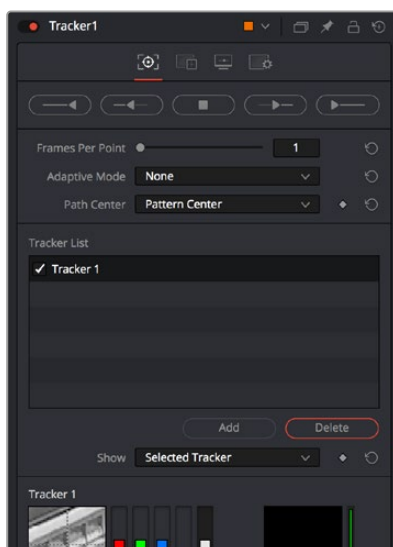 Tracker1
Frames Per Point 1
Adaptive Mode None
Path Center Pattern Center
Tracker List
Tracker 1
Add Delete
Show Selected Tracker
Tracker 1